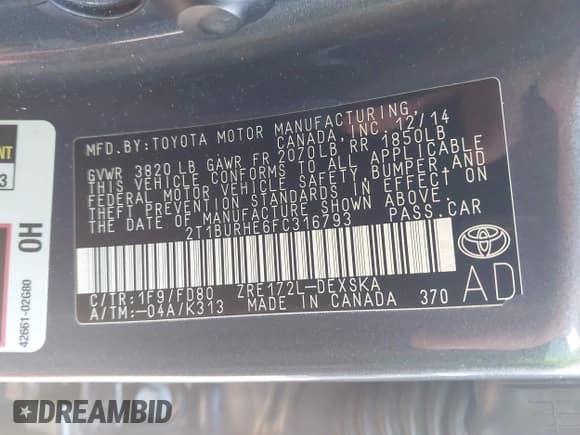 MFD.BY:TOYOTA MOTOR MANUFACTURING,
CANADA, INC. 12/14
GVWR 3820 LB GAWR FR 2070LB RR 1850LB
THIS VEHICLE CONFORMS TO ALL APPLICABLE
FEDERAL MOTOR VEHICLE SAFETY, BUMPER AND
THEFT PREVENTION STANDARDS IN EFFECT ON
THE DATE OF MANUFACTURE SHOWN ABOVE.
2T1BURHE6FC316793 PASS.CAR
C/TR:1F9/FD80 ZRE172L-DEXSKA
A/TM:-04A/K313 MADE IN CANADA 370
AD
NT
3
HO
42661-02G80
DREAMBID